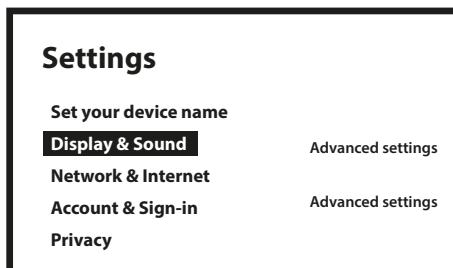 Settings
Set your device name
Display & Sound
Advanced settings
Network & Internet
Account & Sign-in
Advanced settings
Privacy